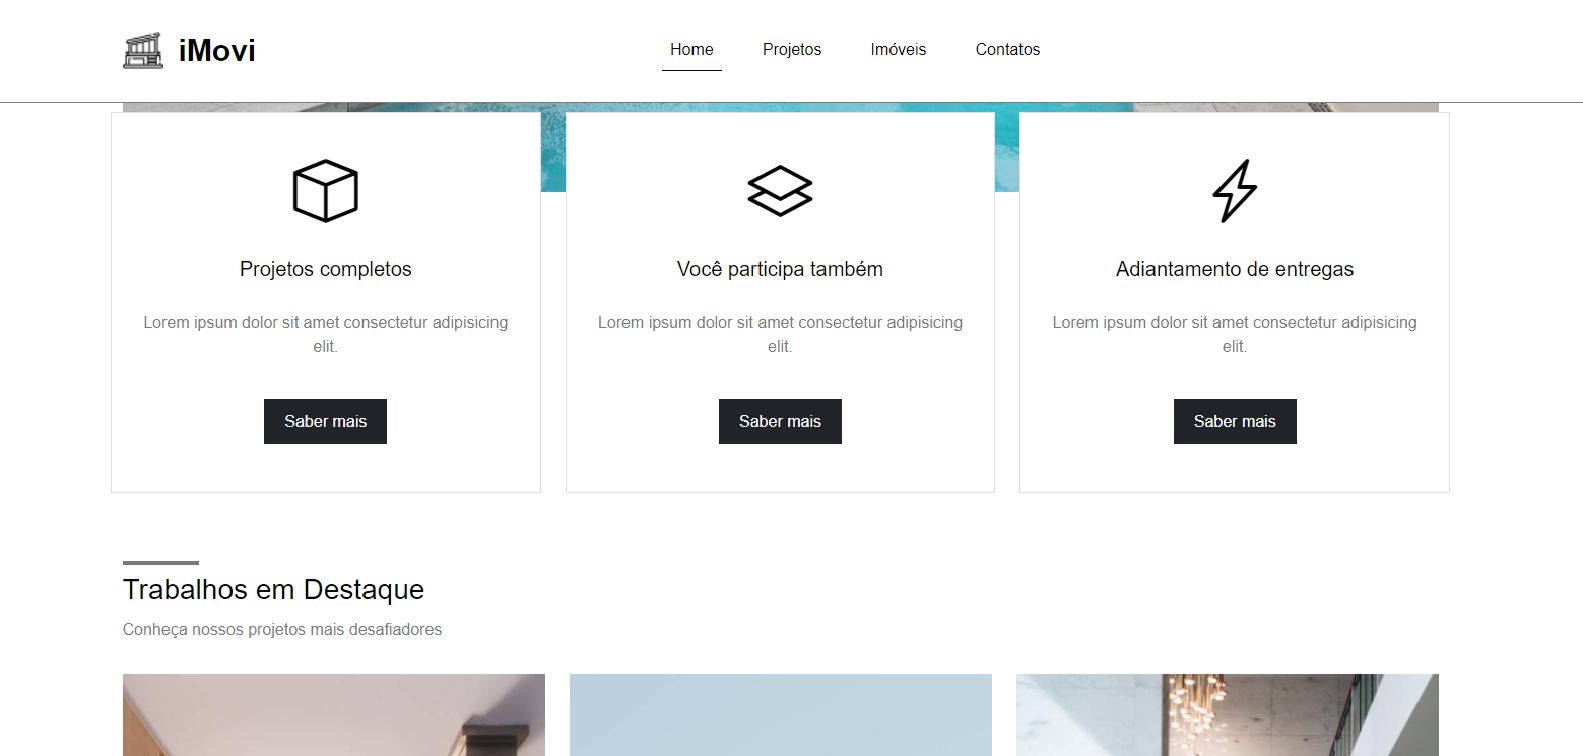 iMovi
Home Projetos Imóveis Contatos
Projetos completos
Lorem ipsum dolor sit amet consectetur adipisicing
elit.
Saber mais
Você participa também
Lorem ipsum dolor sit amet consectetur adipisicing
elit.
Saber mais
Adiantamento de entregas
Lorem ipsum dolor sit amet consectetur adipisicing
elit.
Saber mais
Trabalhos em Destaque
Conheça nossos projetos mais desafiadores